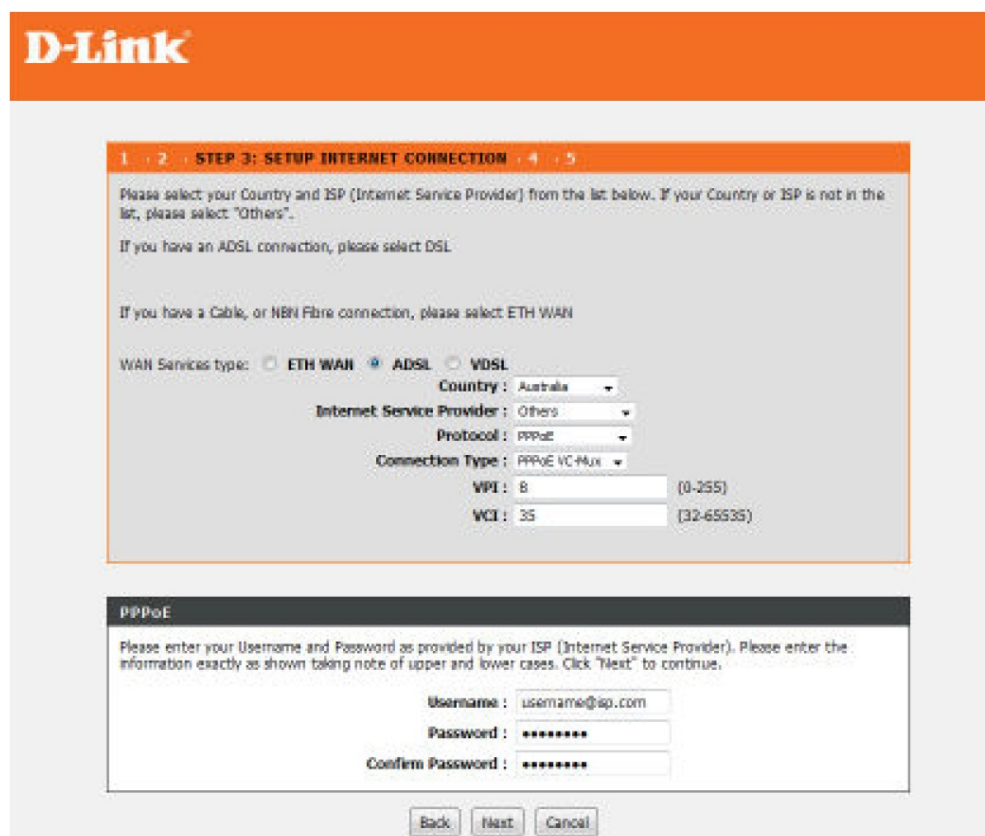 D-Link
1 › 2 › STEP 3: SETUP INTERNET CONNECTION › 4 › 5
Please select your Country and ISP (Internet Service Provider) from the list below. If your Country or ISP is not in the
list, please select "Others".
If you have an ADSL connection, please select DSL
If you have a Cable, or NBN Fibre connection, please select ETH WAN
WAN Services type: ETH WAN ADSL VDSL
Country : Australia
Internet Service Provider : Others
Protocol : PPPoE
Connection Type : PPPoE VC-Mux
VPI : 8 (0-255)
VCI : 35 (32-65535)
PPPoE
Please enter your Username and Password as provided by your ISP (Internet Service Provider). Please enter the
information exactly as shown taking note of upper and lower cases. Click "Next" to continue.
Username : username@isp.com
Password : ••••••••
Confirm Password : ••••••••
Back Next Cancel